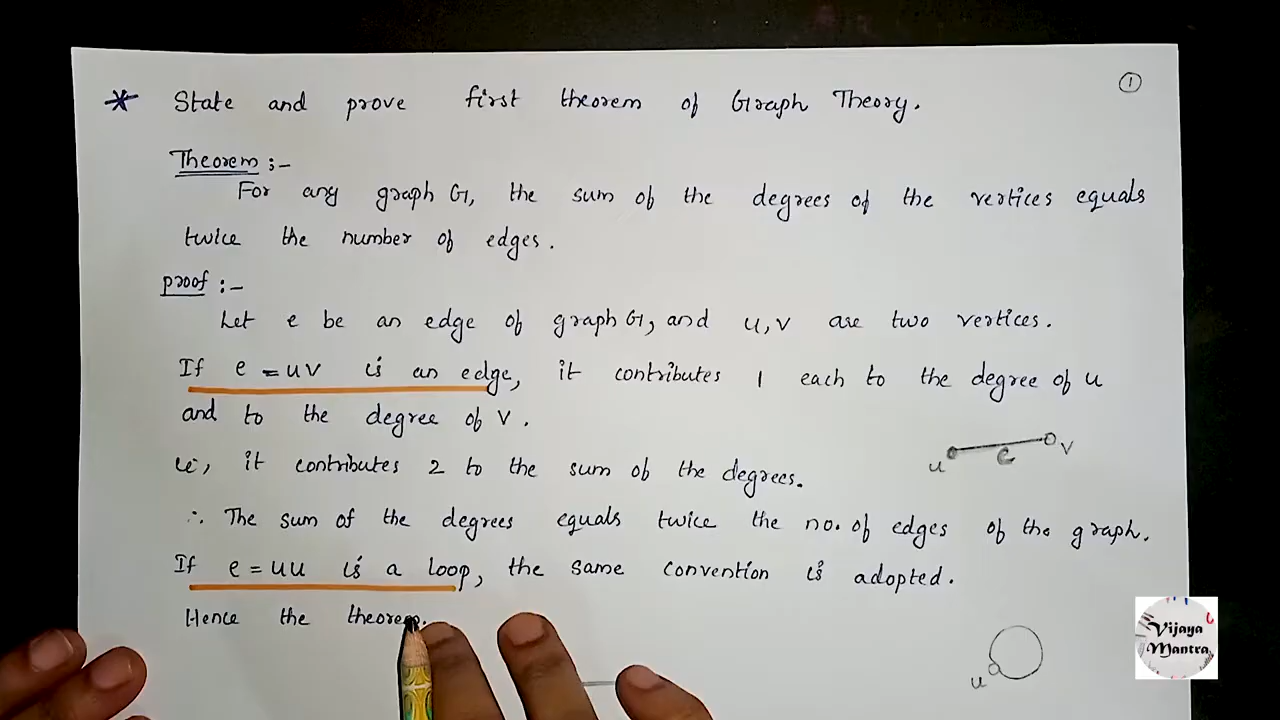 ①
* State and prove first theorem of Graph Theory.
Theorem :-
For any graph G, the sum of the degrees of the vertices equals
twice the number of edges.
proof :-
Let e be an edge of graph G, and u, v are two vertices.
If e = uv is an edge, it contributes 1 each to the degree of u
and to the degree of v.
ie, it contributes 2 to the sum of the degrees.
u e v
∴ The sum of the degrees equals twice the no. of edges of the graph.
If e = uu is a loop, the same convention is adopted.
Hence the theorem.
u
Vijaya
Mantra